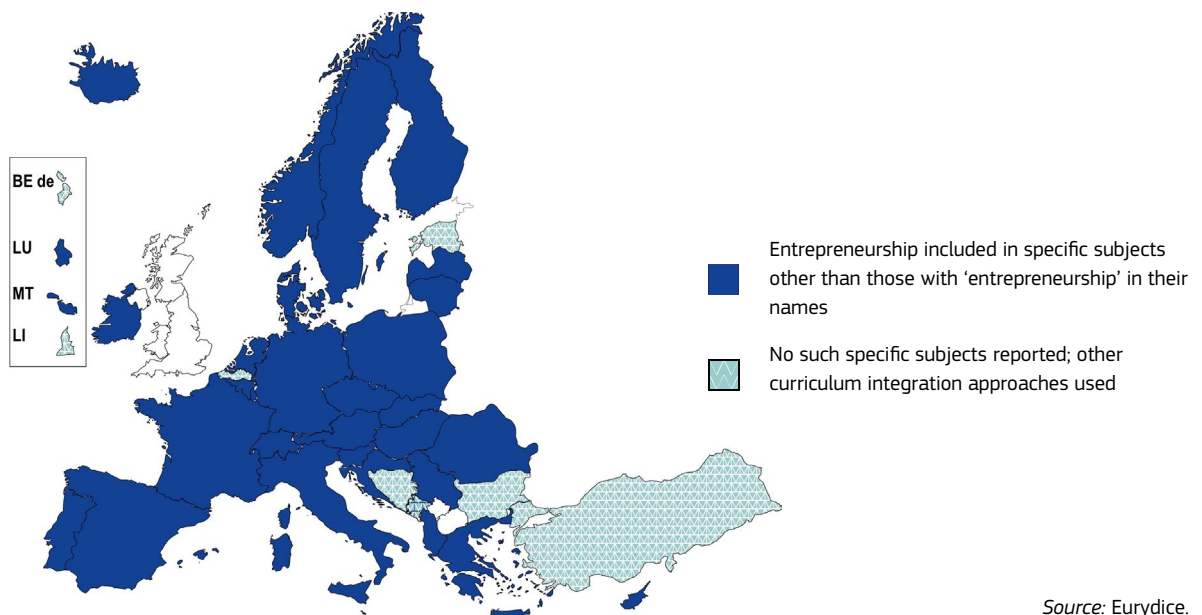 BE de
LU
MT
LI
Entrepreneurship included in specific subjects
other than those with ‘entrepreneurship’ in their
names
No such specific subjects reported; other
curriculum integration approaches used
Source: Eurydice.